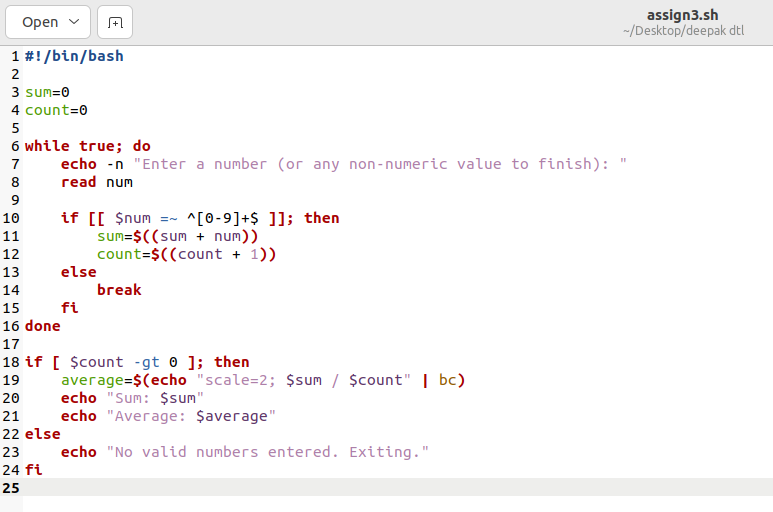 Open
assign3.sh
~/Desktop/deepak dtl
1 #!/bin/bash
2
3 sum=0
4 count=0
5
6 while true; do
7     echo -n "Enter a number (or any non-numeric value to finish): "
8     read num
9
10     if [[ $num =~ ^[0-9]+$ ]]; then
11         sum=$((sum + num))
12         count=$((count + 1))
13     else
14         break
15     fi
16 done
17
18 if [ $count -gt 0 ]; then
19     average=$(echo "scale=2; $sum / $count" | bc)
20     echo "Sum: $sum"
21     echo "Average: $average"
22 else
23     echo "No valid numbers entered. Exiting."
24 fi
25